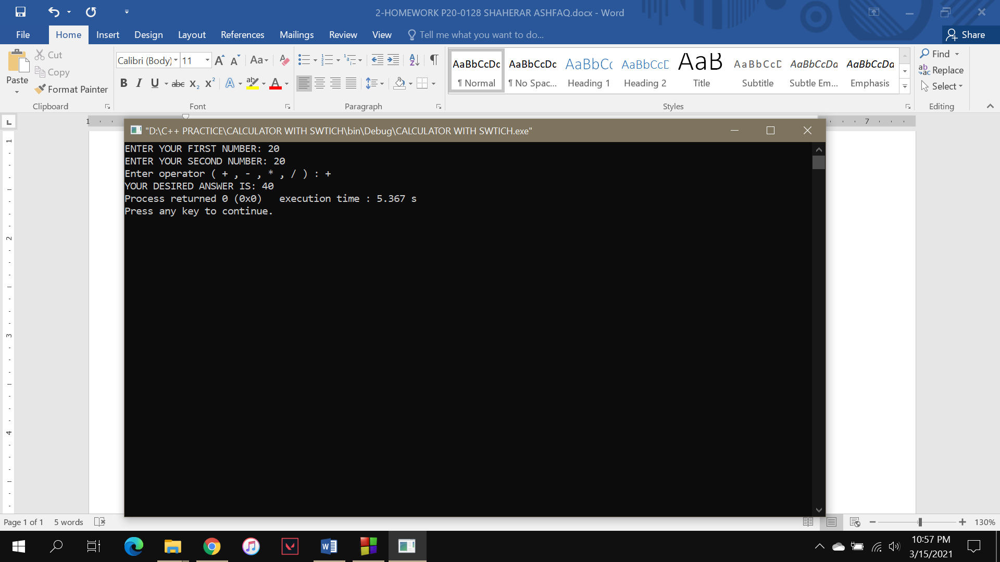 2-HOMEWORK P20-0128 SHAHERAR ASHFAQ.docx - Word
File Home Insert Design Layout References Mailings Review View Tell me what you want to do... Share
Cut
Copy
Paste
Format Painter
Clipboard
Calibri (Body) 11
Font
Paragraph
AaBbCcDc AaBbCcDc AaBbCc AaBbCcD AaB AaBbCcD AaBbCcDa AaBbCcDa
¶ Normal ¶ No Spac... Heading 1 Heading 2 Title Subtitle Subtle Em... Emphasis
Styles
Find
Replace
Select
Editing
1 7
"D:\C++ PRACTICE\CALCULATOR WITH SWTICH\bin\Debug\CALCULATOR WITH SWTICH.exe"
ENTER YOUR FIRST NUMBER: 20
ENTER YOUR SECOND NUMBER: 20
Enter operator ( + , - , * , / ) : +
YOUR DESIRED ANSWER IS: 40
Process returned 0 (0x0)   execution time : 5.367 s
Press any key to continue.
1
2
3
4
Page 1 of 1 5 words 130%
10:57 PM
3/15/2021